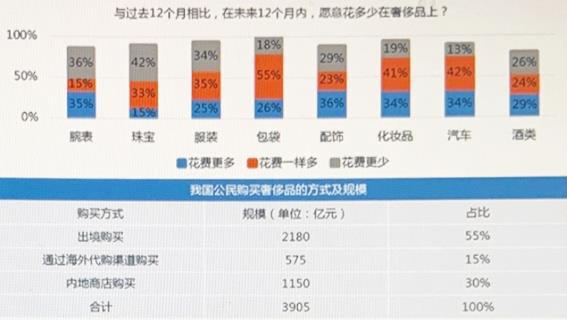 与过去12个月相比，在未来12个月内，愿意花多少在奢侈品上？
100%
50%
0%
36% 42% 34% 18% 29% 19% 13% 26%
15% 33% 35% 55% 23% 41% 42% 24%
35% 15% 25% 26% 36% 34% 34% 29%
腕表 珠宝 服装 包袋 配饰 化妆品 汽车 酒类
花费更多 花费一样多 花费更少
我国公民购买奢侈品的方式及规模
购买方式 规模（单位：亿元） 占比
出境购买 2180 55%
通过海外代购渠道购买 575 15%
内地商店购买 1150 30%
合计 3905 100%